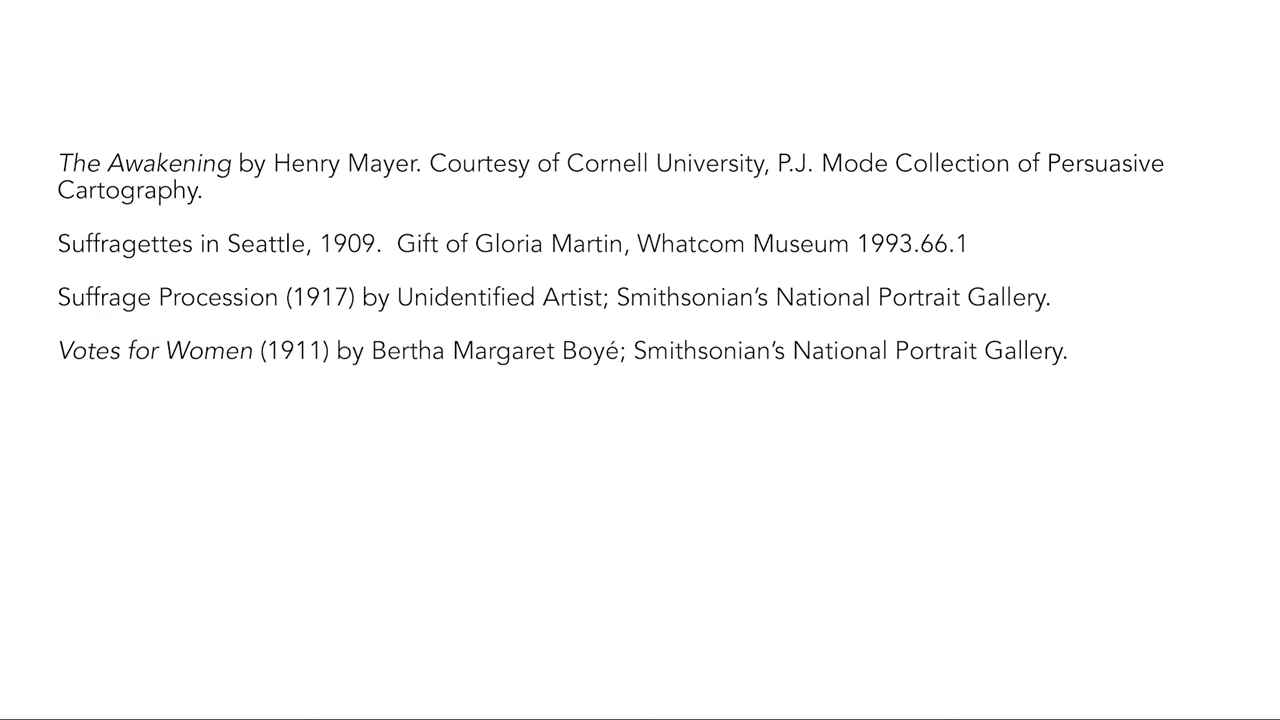 The Awakening by Henry Mayer. Courtesy of Cornell University, P.J. Mode Collection of Persuasive
Cartography.
Suffragettes in Seattle, 1909.  Gift of Gloria Martin, Whatcom Museum 1993.66.1
Suffrage Procession (1917) by Unidentified Artist; Smithsonian’s National Portrait Gallery.
Votes for Women (1911) by Bertha Margaret Boyé; Smithsonian’s National Portrait Gallery.